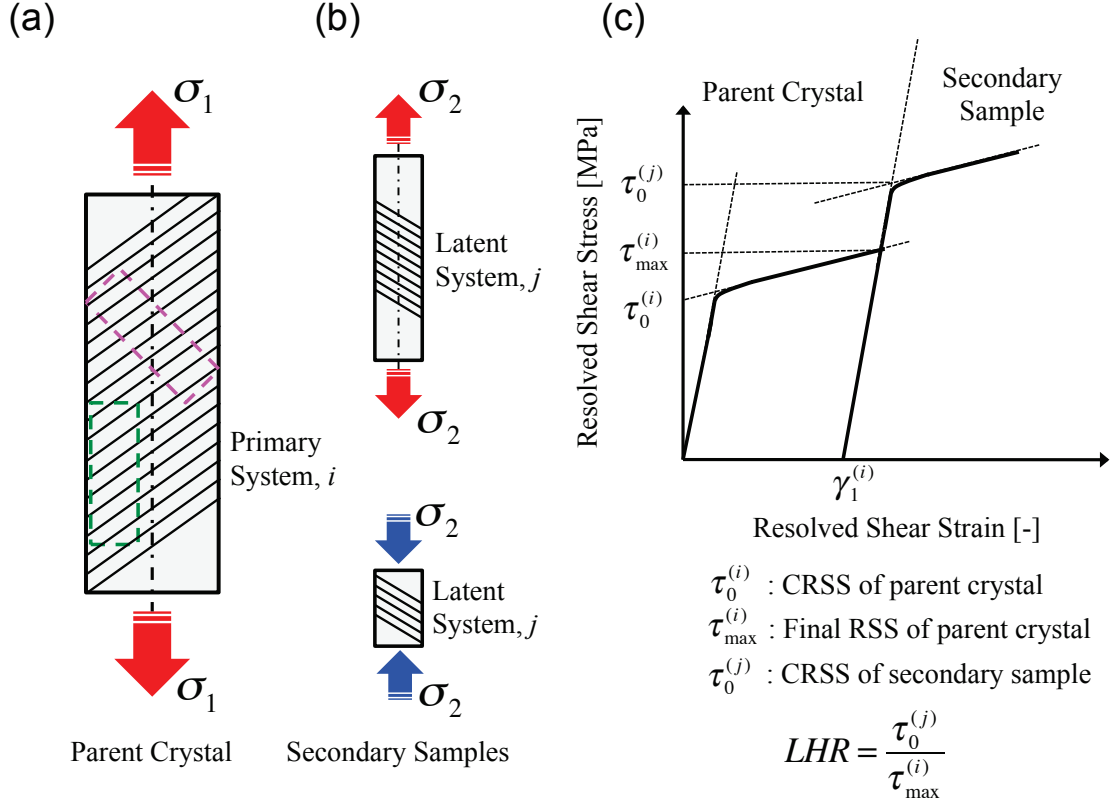 (a)
σ₁
Primary
System, i
σ₁
Parent Crystal
(b)
σ₂
Latent
System, j
σ₂
σ₂
Latent
System, j
σ₂
Secondary Samples
(c)
Parent Crystal
Secondary
Sample
Resolved Shear Stress [MPa]
τ₀⁽ʲ⁾
τₘₐₓ⁽ⁱ⁾
τ₀⁽ⁱ⁾
γ₁⁽ⁱ⁾
Resolved Shear Strain [-]
τ₀⁽ⁱ⁾ : CRSS of parent crystal
τₘₐₓ⁽ⁱ⁾ : Final RSS of parent crystal
τ₀⁽ʲ⁾ : CRSS of secondary sample
LHR = τ₀⁽ʲ⁾ / τₘₐₓ⁽ⁱ⁾